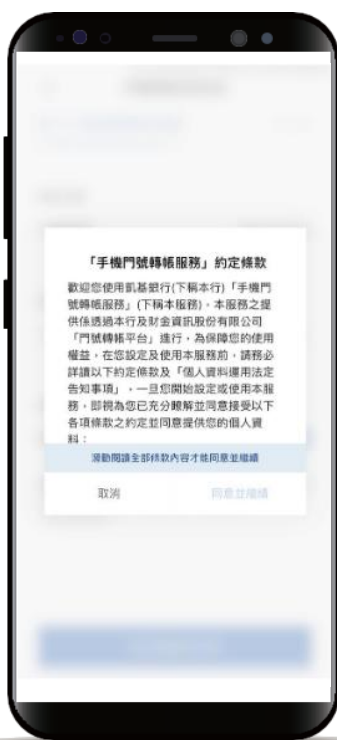 「手機門號轉帳服務」約定條款
歡迎您使用凱基銀行(下稱本行)「手機門
號轉帳服務」(下稱本服務)。本服務之提
供係透過本行及財金資訊股份有限公司
「門號轉帳平台」進行,為保障您的使用
權益,在您設定及使用本服務前,請務必
詳讀以下約定條款及「個人資料運用法定
告知事項」,一旦您開始設定或使用本服
務,即視為您已充分瞭解並同意接受以下
各項條款之約定並同意提供您的個人資
料:
滑動閱讀全部條款內容才能同意並繼續
取消
同意並繼續